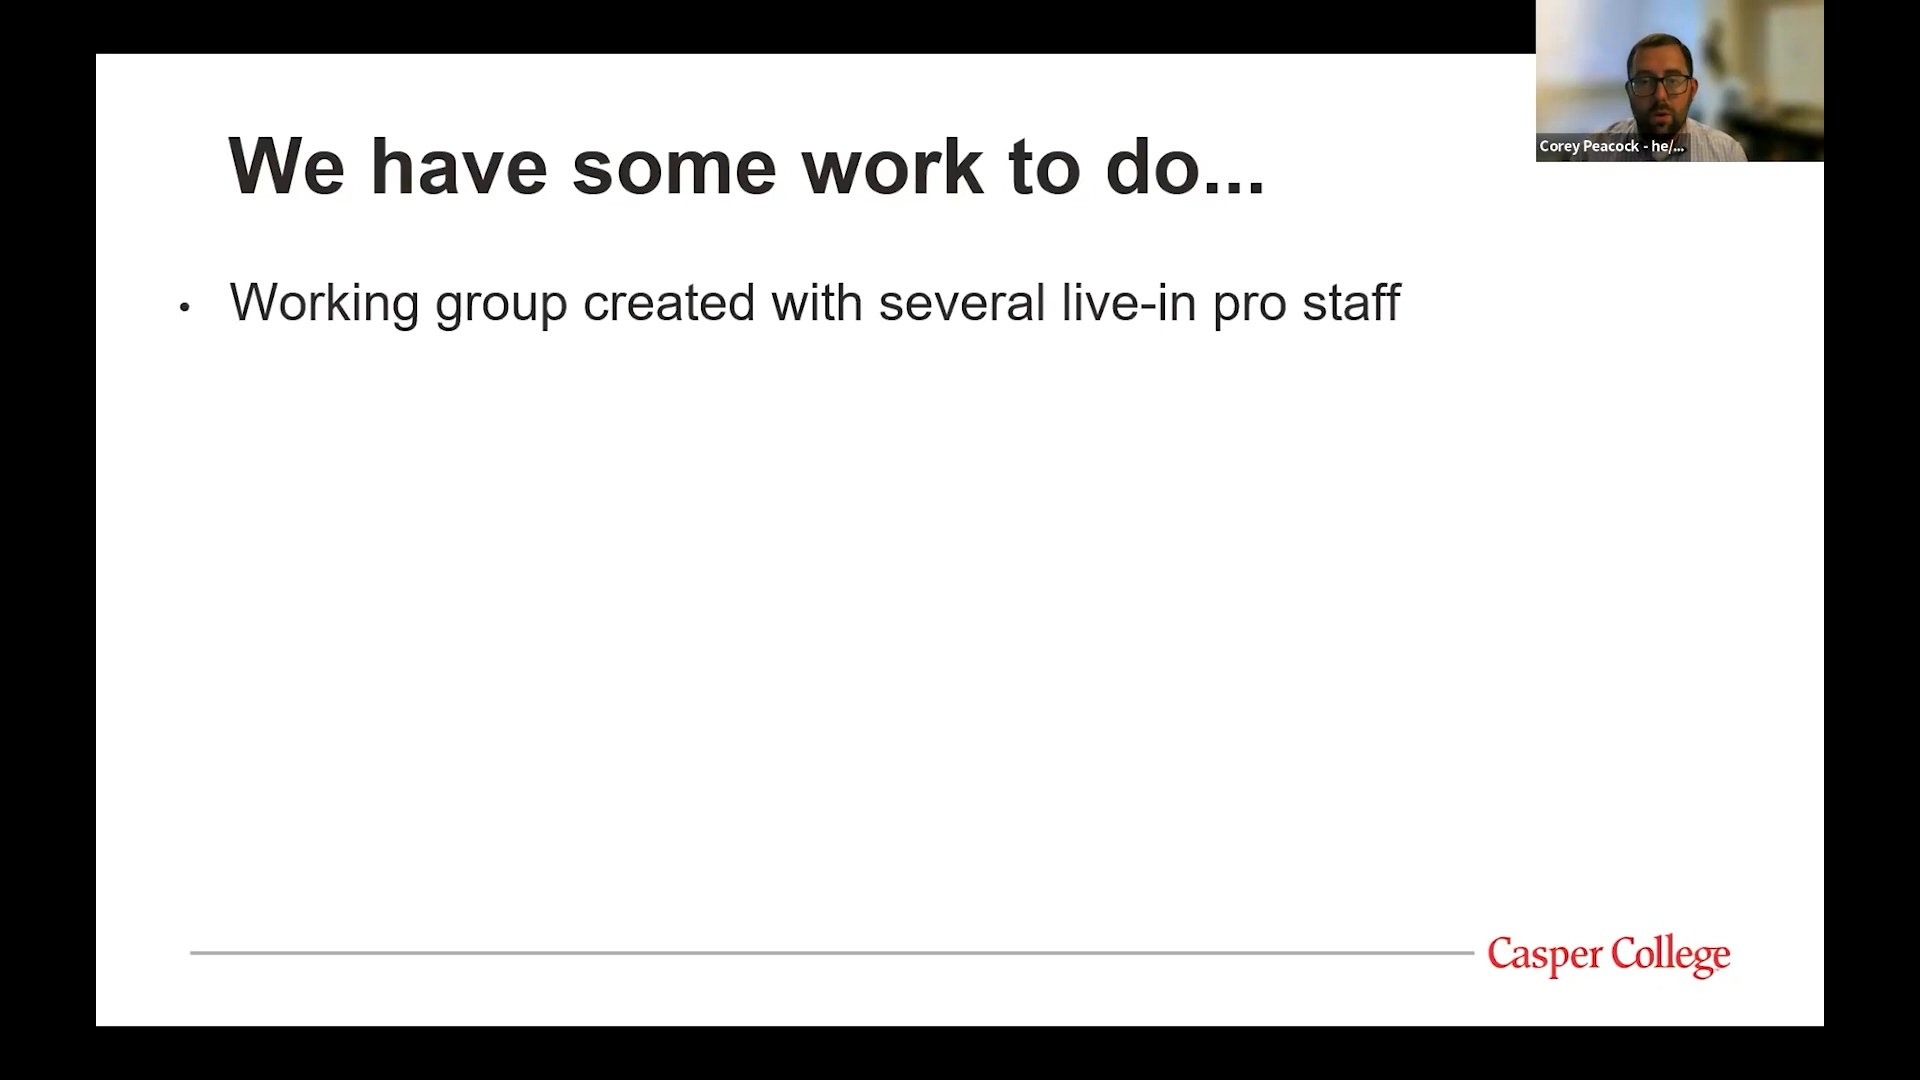 We have some work to do...
Corey Peacock - he/...
• Working group created with several live-in pro staff
Casper College